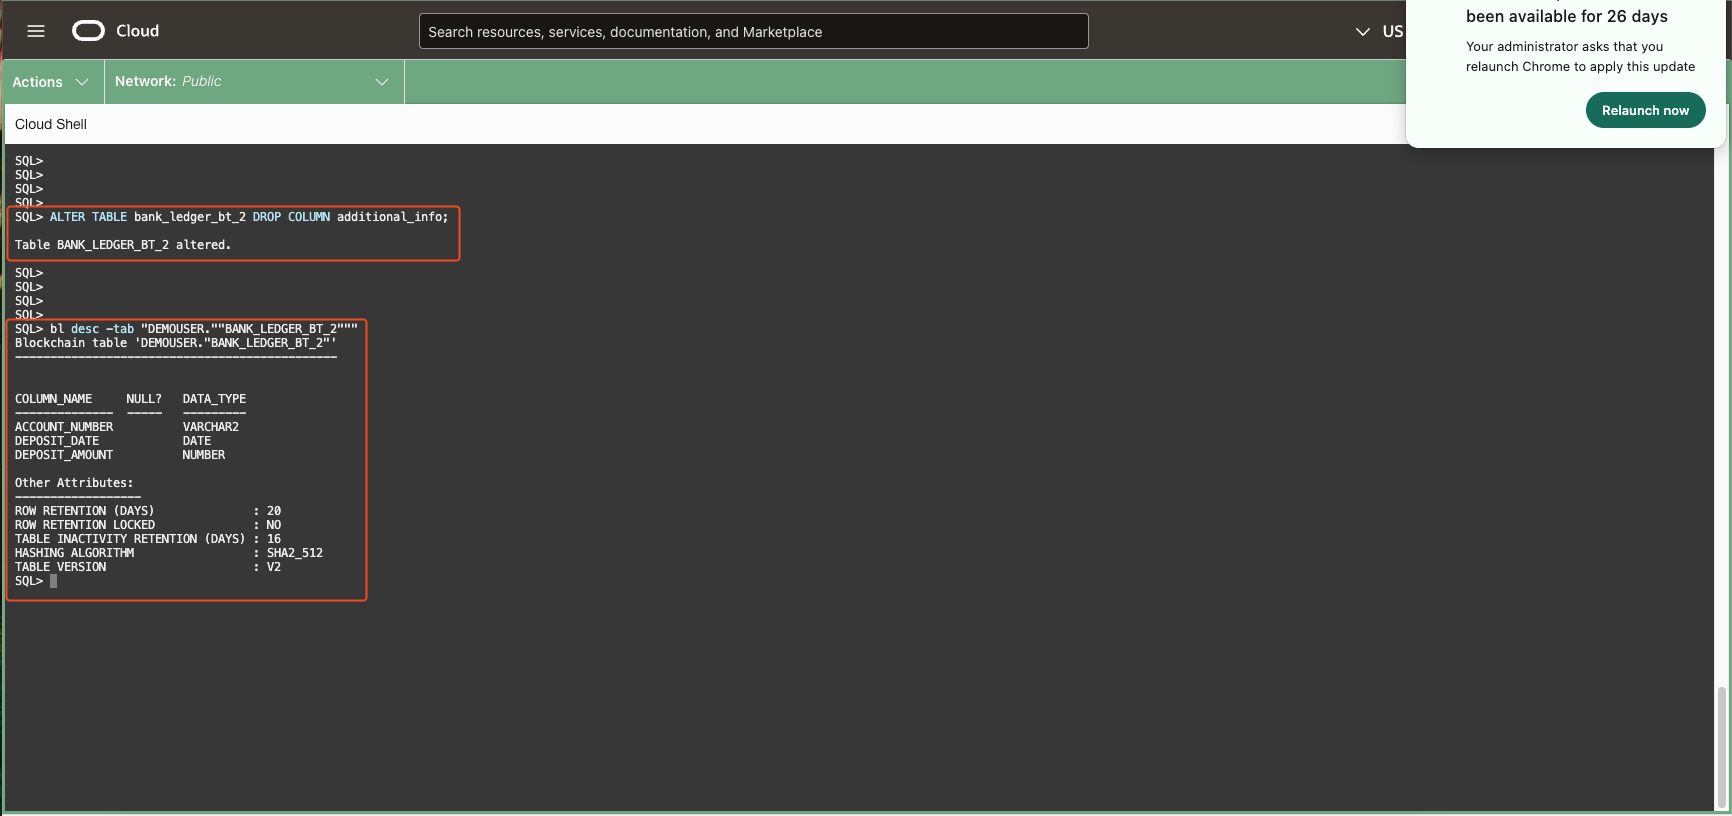 Cloud
Search resources, services, documentation, and Marketplace
US
been available for 26 days
Your administrator asks that you
relaunch Chrome to apply this update
Relaunch now
Actions
Network: Public
Cloud Shell
SQL>
SQL>
SQL>
SQL>
SQL> ALTER TABLE bank_ledger_bt_2 DROP COLUMN additional_info;
Table BANK_LEDGER_BT_2 altered.
SQL>
SQL>
SQL>
SQL>
SQL> bl desc -tab "DEMOUSER.""BANK_LEDGER_BT_2"""
Blockchain table 'DEMOUSER."BANK_LEDGER_BT_2"'
----------------------------------------------
COLUMN_NAME     NULL?   DATA_TYPE
--------------  -----   ---------
ACCOUNT_NUMBER          VARCHAR2
DEPOSIT_DATE            DATE
DEPOSIT_AMOUNT          NUMBER
Other Attributes:
------------------
ROW RETENTION (DAYS)              : 20
ROW RETENTION LOCKED              : NO
TABLE INACTIVITY RETENTION (DAYS) : 16
HASHING ALGORITHM                 : SHA2_512
TABLE VERSION                     : V2
SQL>